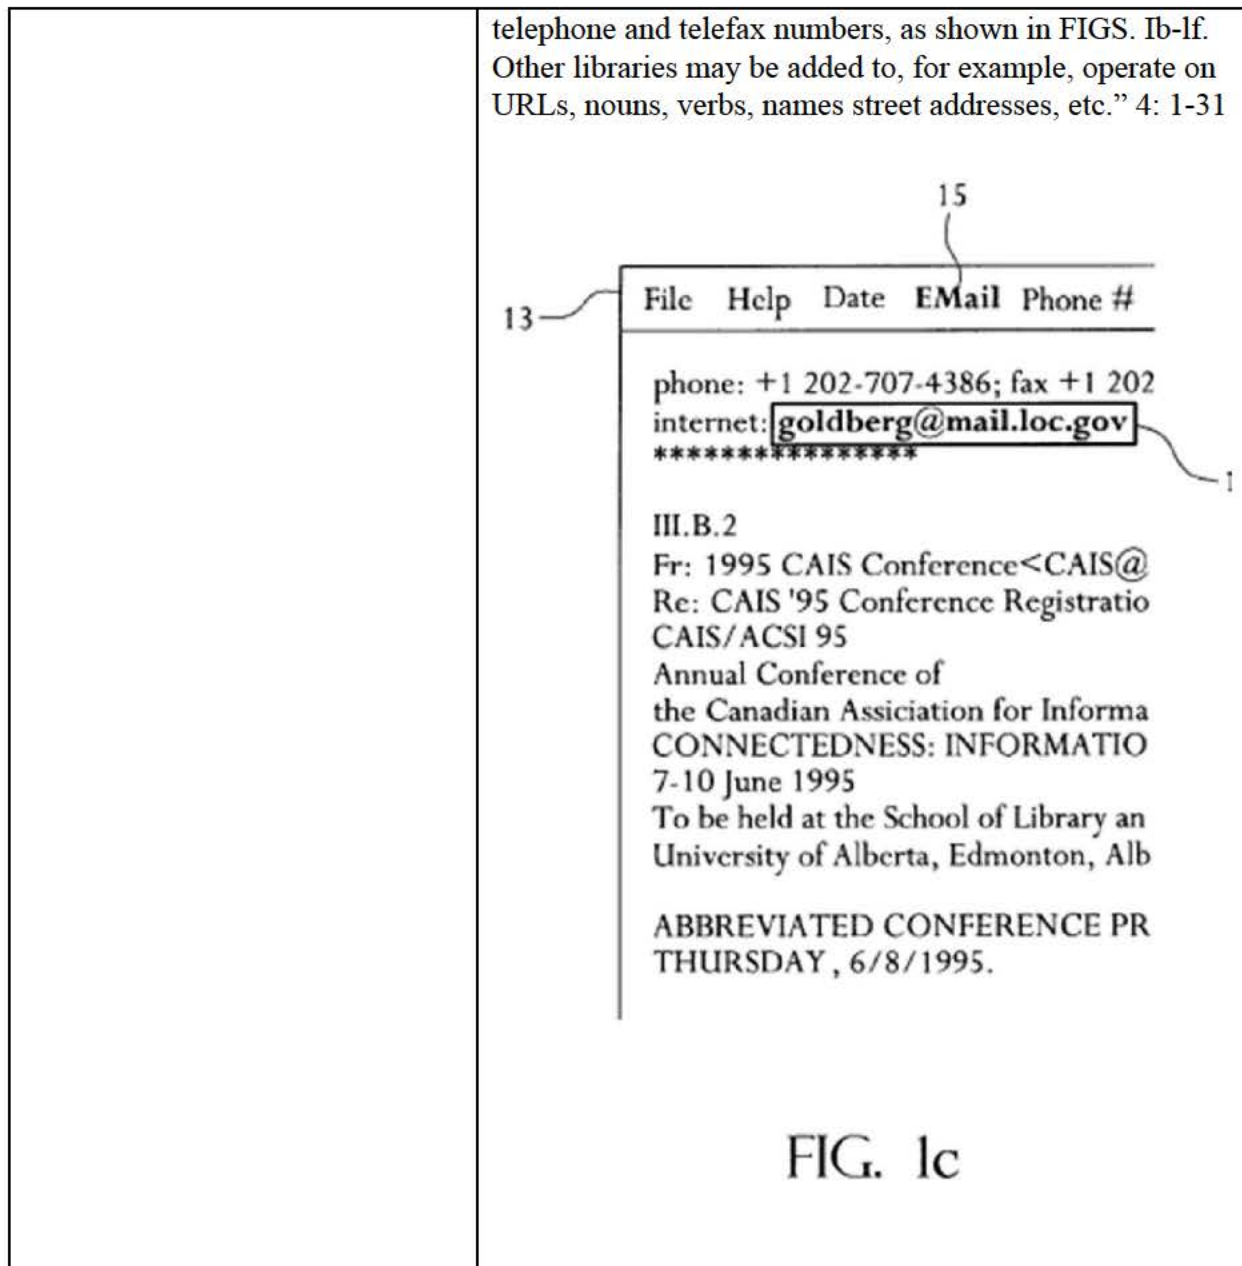 telephone and telefax numbers, as shown in FIGS. Ib-lf.
Other libraries may be added to, for example, operate on
URLs, nouns, verbs, names street addresses, etc.” 4: 1-31
15
13
File Help Date EMail Phone #
phone: +1 202-707-4386; fax +1 202
internet: goldberg@mail.loc.gov
****************
1
III.B.2
Fr: 1995 CAIS Conference<CAIS@
Re: CAIS '95 Conference Registratio
CAIS/ACSI 95
Annual Conference of
the Canadian Assiciation for Informa
CONNECTEDNESS: INFORMATIO
7-10 June 1995
To be held at the School of Library an
University of Alberta, Edmonton, Alb
ABBREVIATED CONFERENCE PR
THURSDAY, 6/8/1995.
FIG. 1c